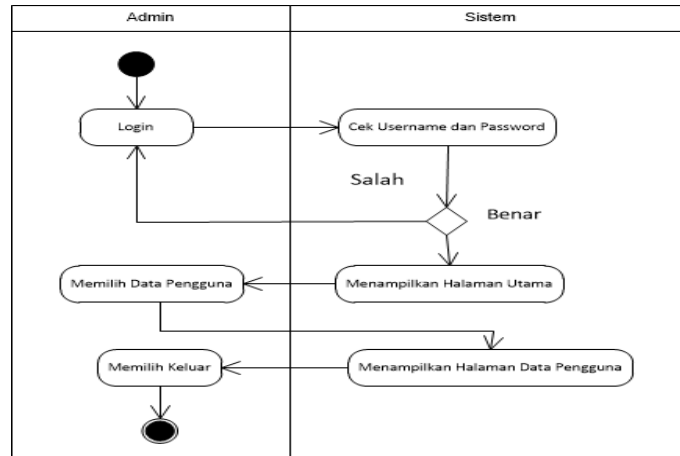 Admin
Sistem
Login
Cek Username dan Password
Salah
Benar
Memilih Data Pengguna
Menampilkan Halaman Utama
Memilih Keluar
Menampilkan Halaman Data Pengguna